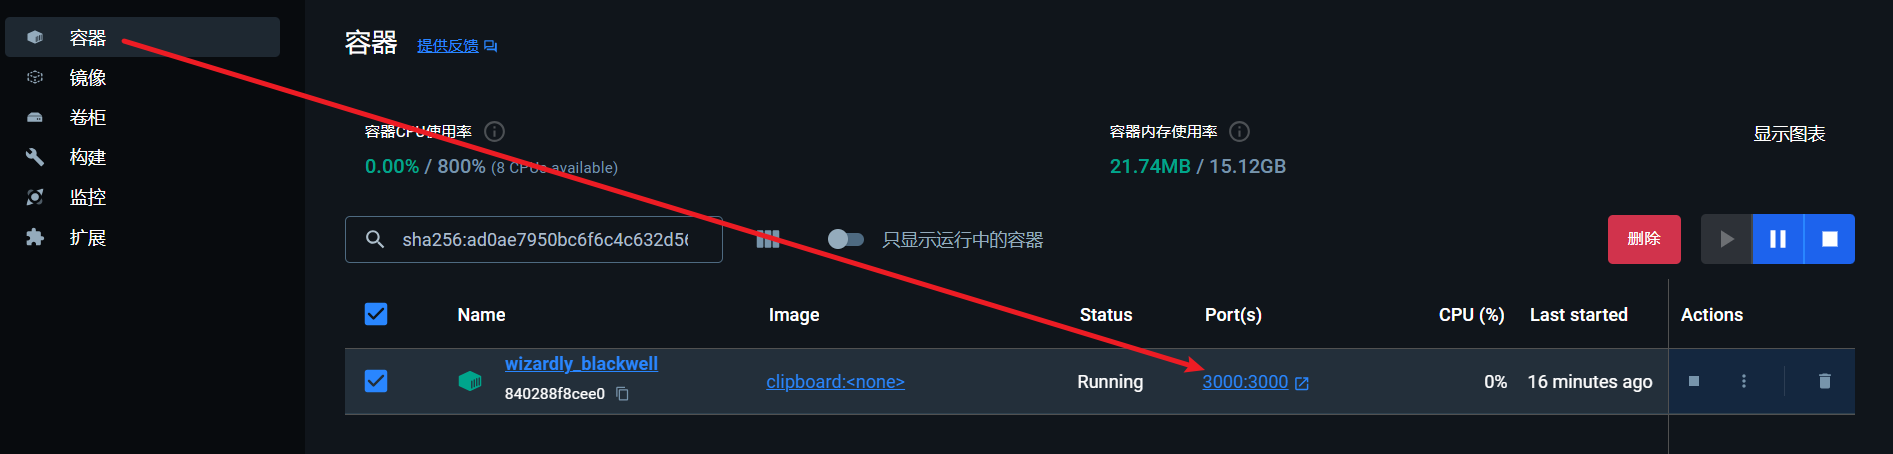 容器
镜像
卷柜
构建
监控
扩展
容器 提供反馈
容器CPU使用率 容器内存使用率 显示图表
0.00% / 800% (8 CPUs available) 21.74MB / 15.12GB
sha256:ad0ae7950bc6f6c4c632d5 只显示运行中的容器 删除
Name Image Status Port(s) CPU (%) Last started Actions
wizardly_blackwell
840288f8cee0 clipboard:<none> Running 3000:3000 0% 16 minutes ago